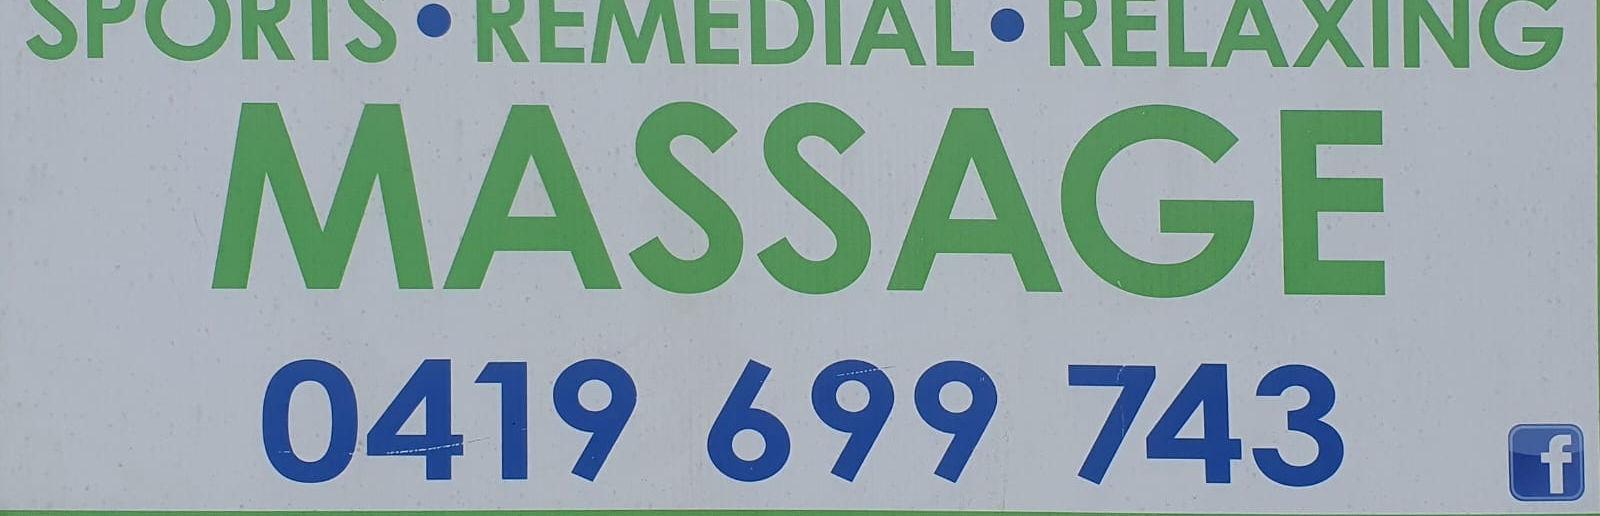 SPORTS • REMEDIAL • RELAXING
MASSAGE
0419 699 743
f